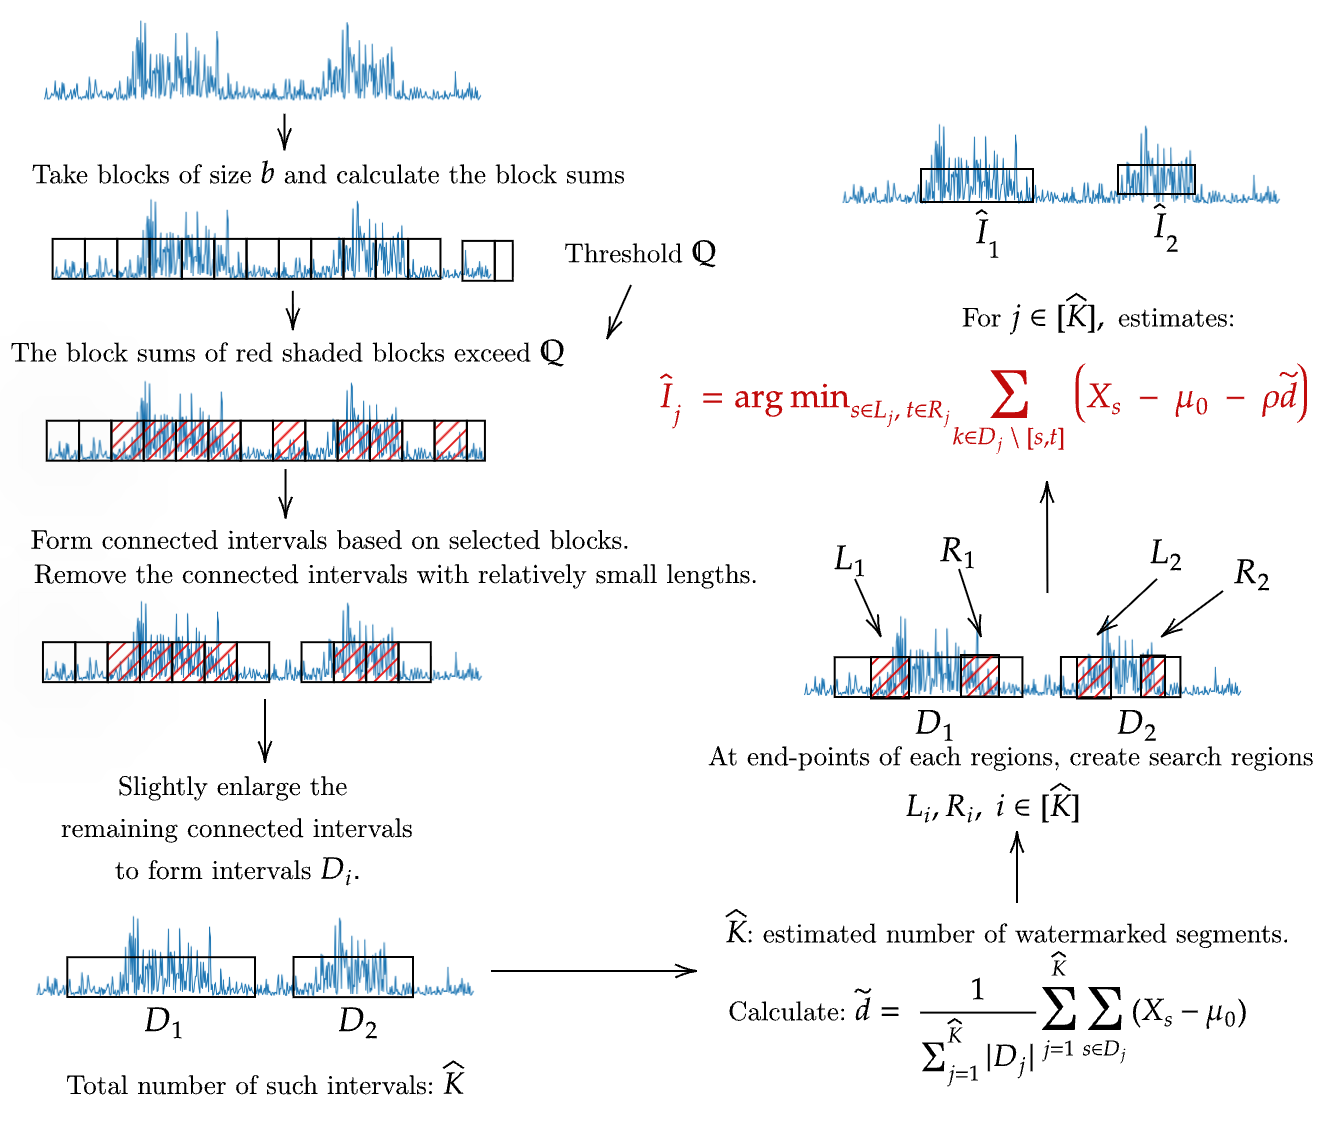 Take blocks of size b and calculate the block sums
Threshold ℚ
The block sums of red shaded blocks exceed ℚ
Form connected intervals based on selected blocks.
Remove the connected intervals with relatively small lengths.
Slightly enlarge the
remaining connected intervals
to form intervals D_i.
D_1 D_2
Total number of such intervals: K̂
K̂: estimated number of watermarked segments.
Calculate: d̃ = \frac{1}{∑_{j=1}^{K̂} |D_j|} ∑_{j=1}^{K̂} ∑_{s∈D_j} (X_s − μ_0)
L_1 R_1 L_2 R_2
D_1 D_2
At end-points of each regions, create search regions
L_i, R_i, i ∈ [K̂]
Î_1 Î_2
For j ∈ [K̂], estimates:
Î_j = arg min_{s∈L_j, t∈R_j} ∑_{k∈D_j \ [s,t]} (X_s − μ_0 − ρd̃)